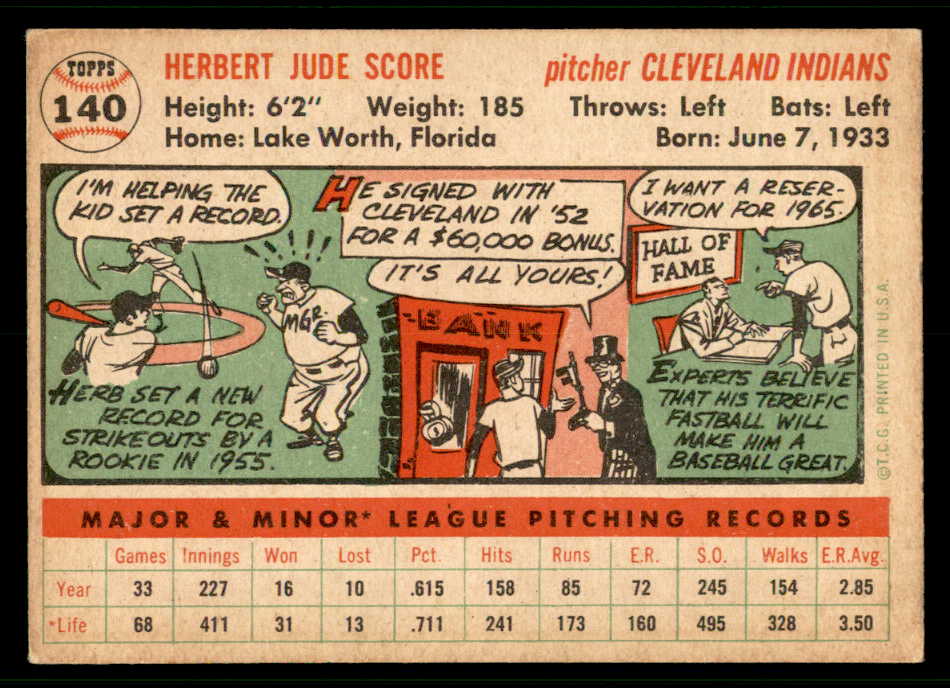 TOPPS
140
HERBERT JUDE SCORE
pitcher CLEVELAND INDIANS
Height: 6'2" Weight: 185 Throws: Left Bats: Left
Home: Lake Worth, Florida Born: June 7, 1933
I'M HELPING THE
KID SET A RECORD.
MGR.
HERB SET A NEW
RECORD FOR
STRIKEOUTS BY A
ROOKIE IN 1955.
HE SIGNED WITH
CLEVELAND IN '52
FOR A $60,000 BONUS.
IT'S ALL YOURS!
BANK
I WANT A RESER-
VATION FOR 1965.
HALL OF
FAME
EXPERTS BELIEVE
THAT HIS TERRIFIC
FASTBALL WILL
MAKE HIM A
BASEBALL GREAT.
©T.C.G. PRINTED IN U.S.A.
MAJOR & MINOR* LEAGUE PITCHING RECORDS
Games Innings Won Lost Pct. Hits Runs E.R. S.O. Walks E.R.Avg.
Year 33 227 16 10 .615 158 85 72 245 154 2.85
*Life 68 411 31 13 .711 241 173 160 495 328 3.50